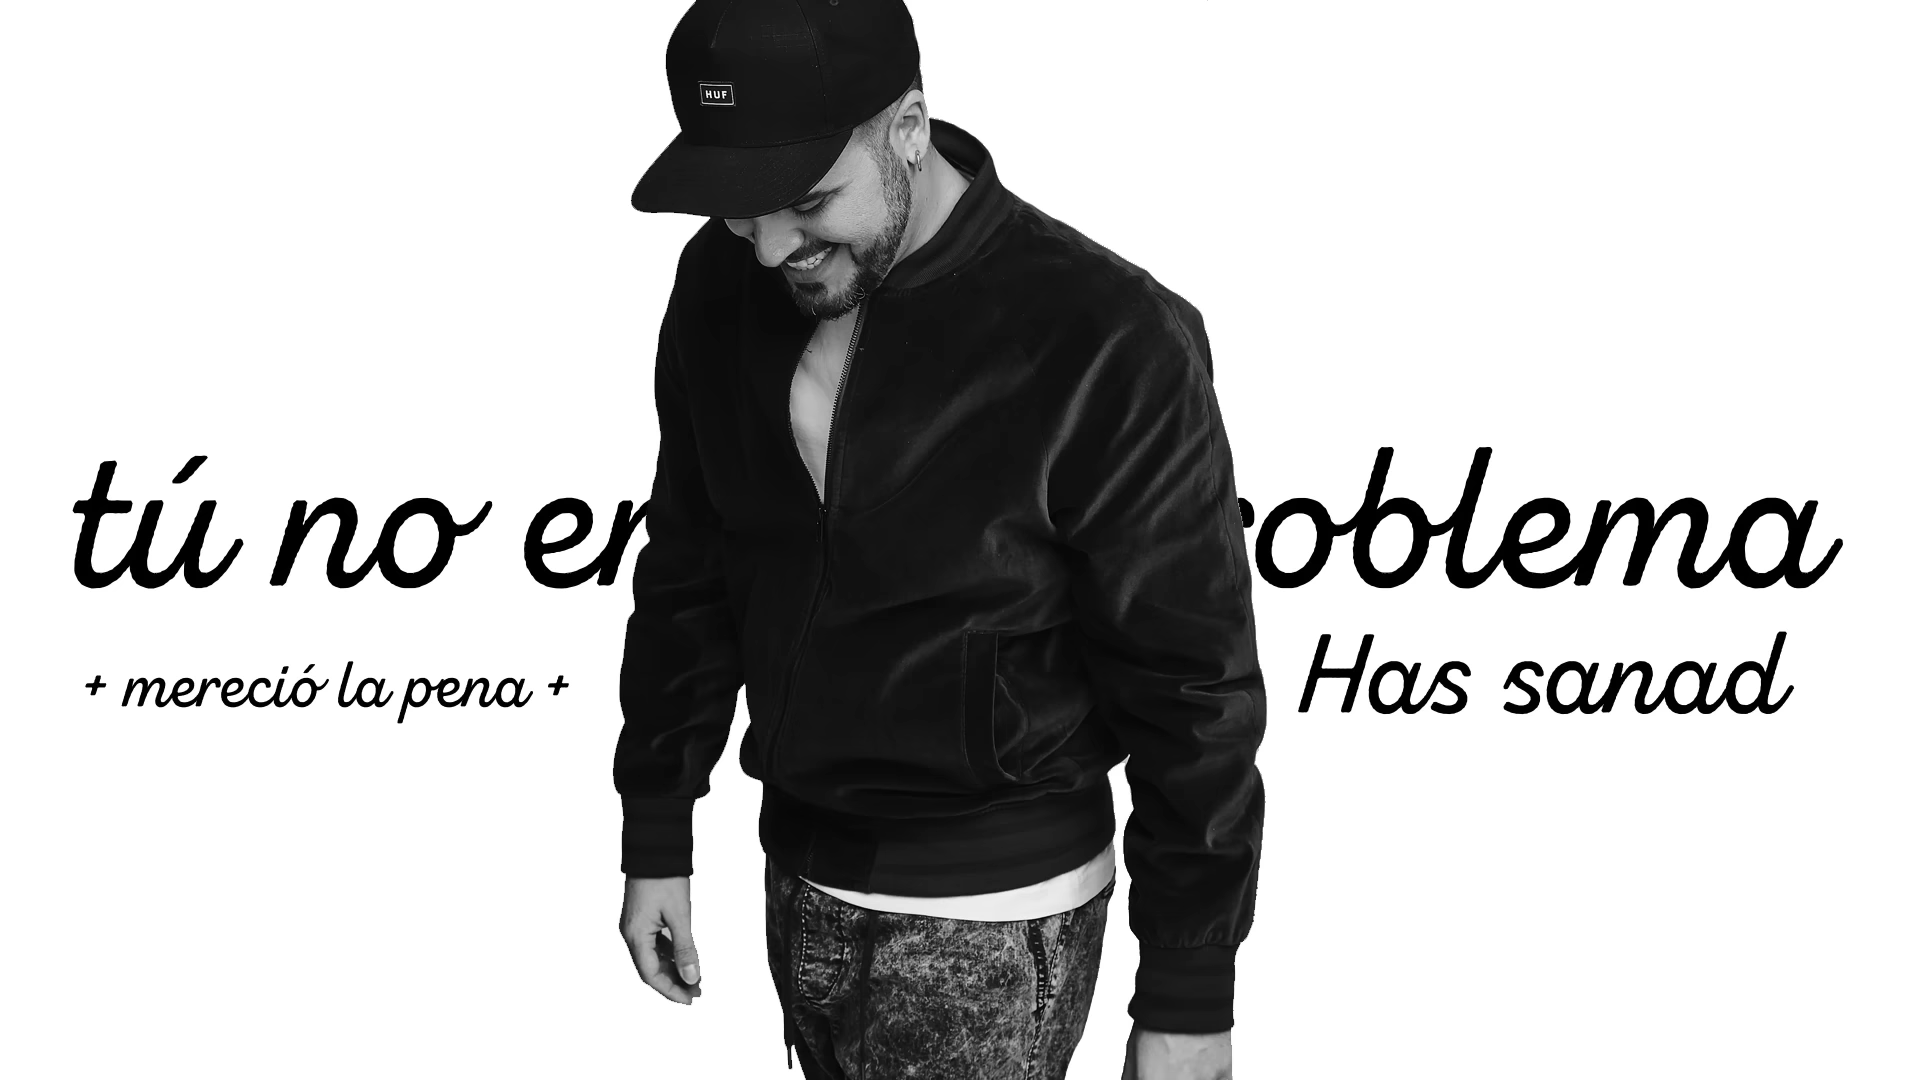 HUF
tú no er roblema
+ mereció la pena +
Has sanad